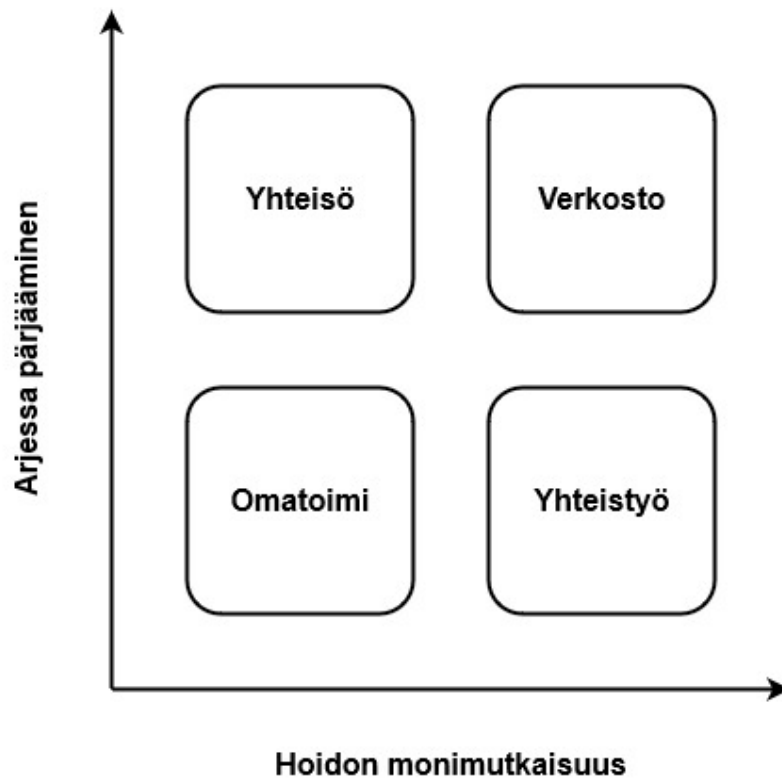 Arjessa pärjääminen
Yhteisö
Verkosto
Omatoimi
Yhteistyö
Hoidon monimutkaisuus